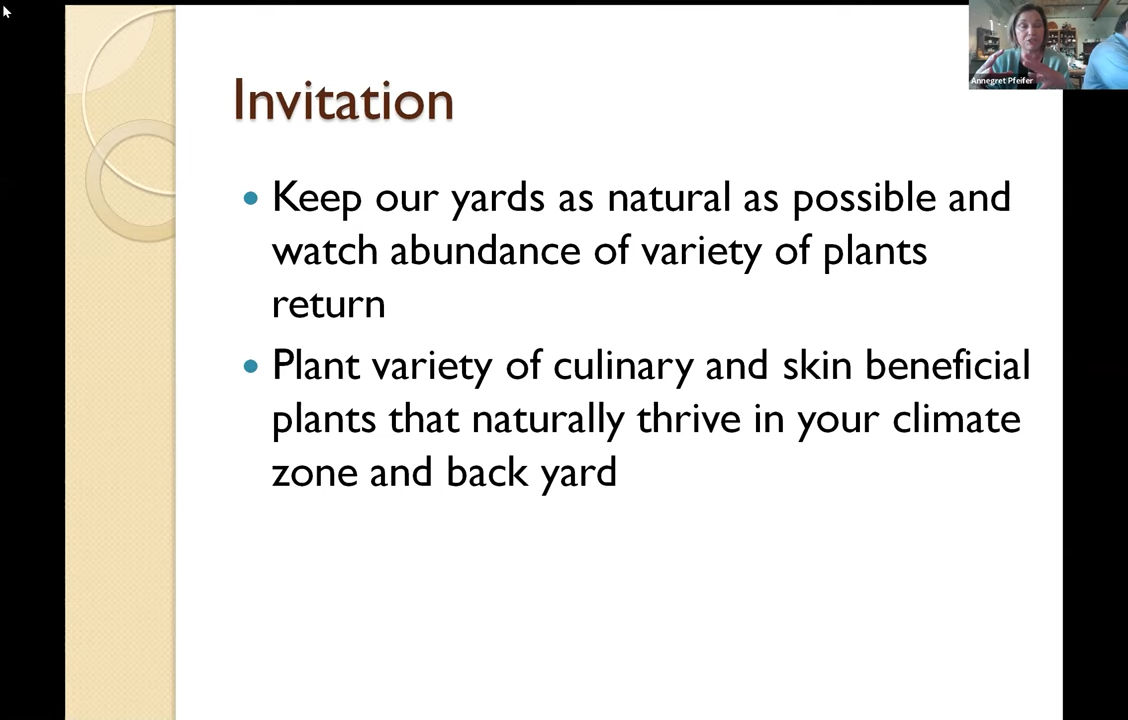 Annegret Pfeifer
Invitation
Keep our yards as natural as possible and
watch abundance of variety of plants
return
Plant variety of culinary and skin beneficial
plants that naturally thrive in your climate
zone and back yard